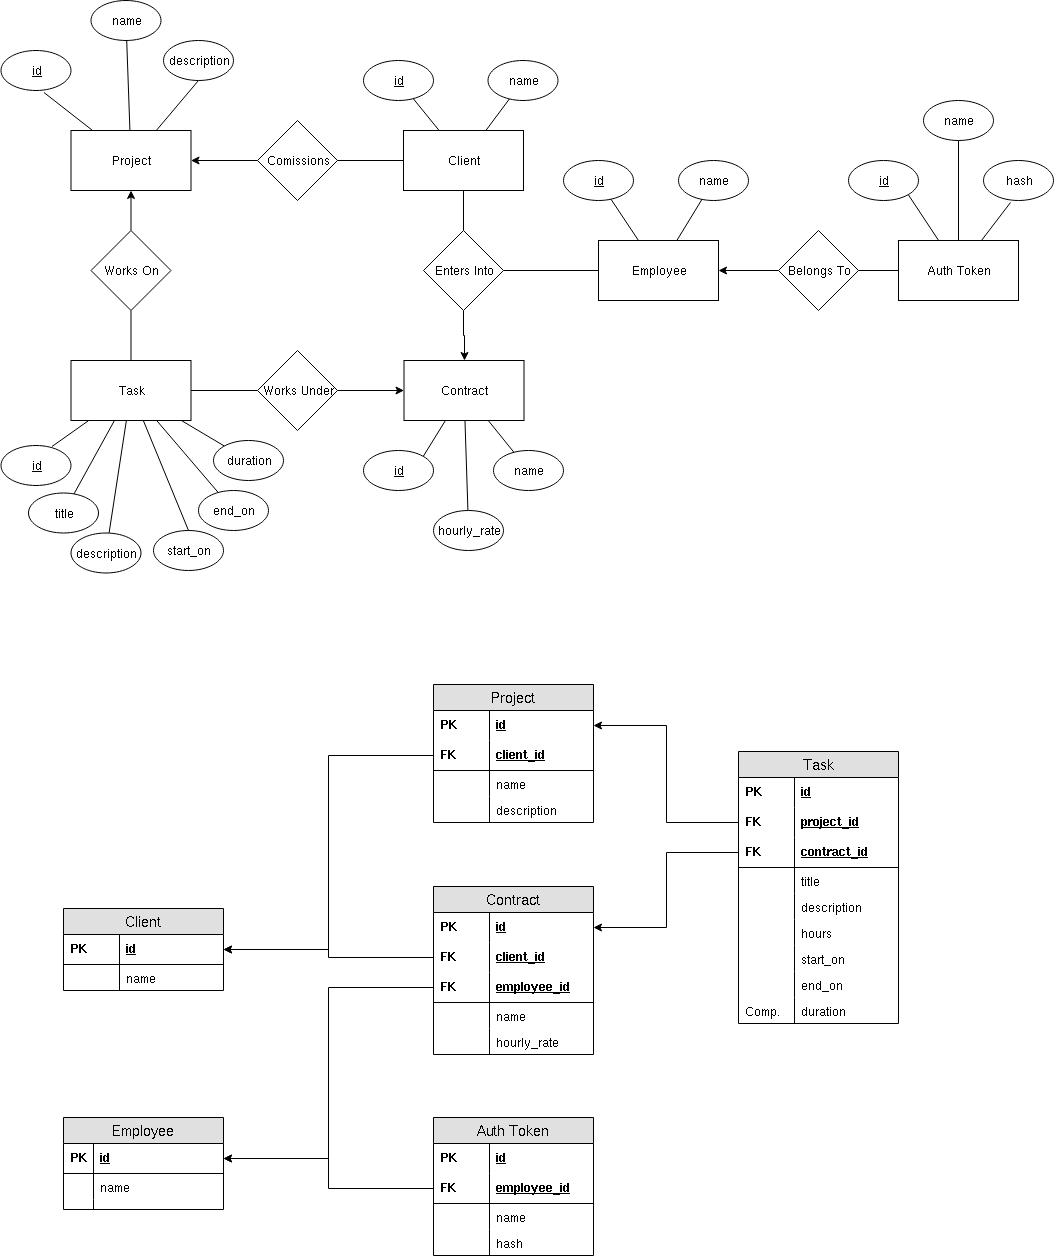 name
id
description
id
name
Project
Comissions
Client
name
id
name
id
hash
Works On
Enters Into
Employee
Belongs To
Auth Token
Task
Works Under
Contract
id
title
description
start_on
end_on
duration
id
hourly_rate
name
Project
PK id
FK client_id
name
description
Task
PK id
FK project_id
FK contract_id
title
description
hours
start_on
end_on
Comp. duration
Contract
PK id
FK client_id
FK employee_id
name
hourly_rate
Client
PK id
name
Employee
PK id
name
Auth Token
PK id
FK employee_id
name
hash